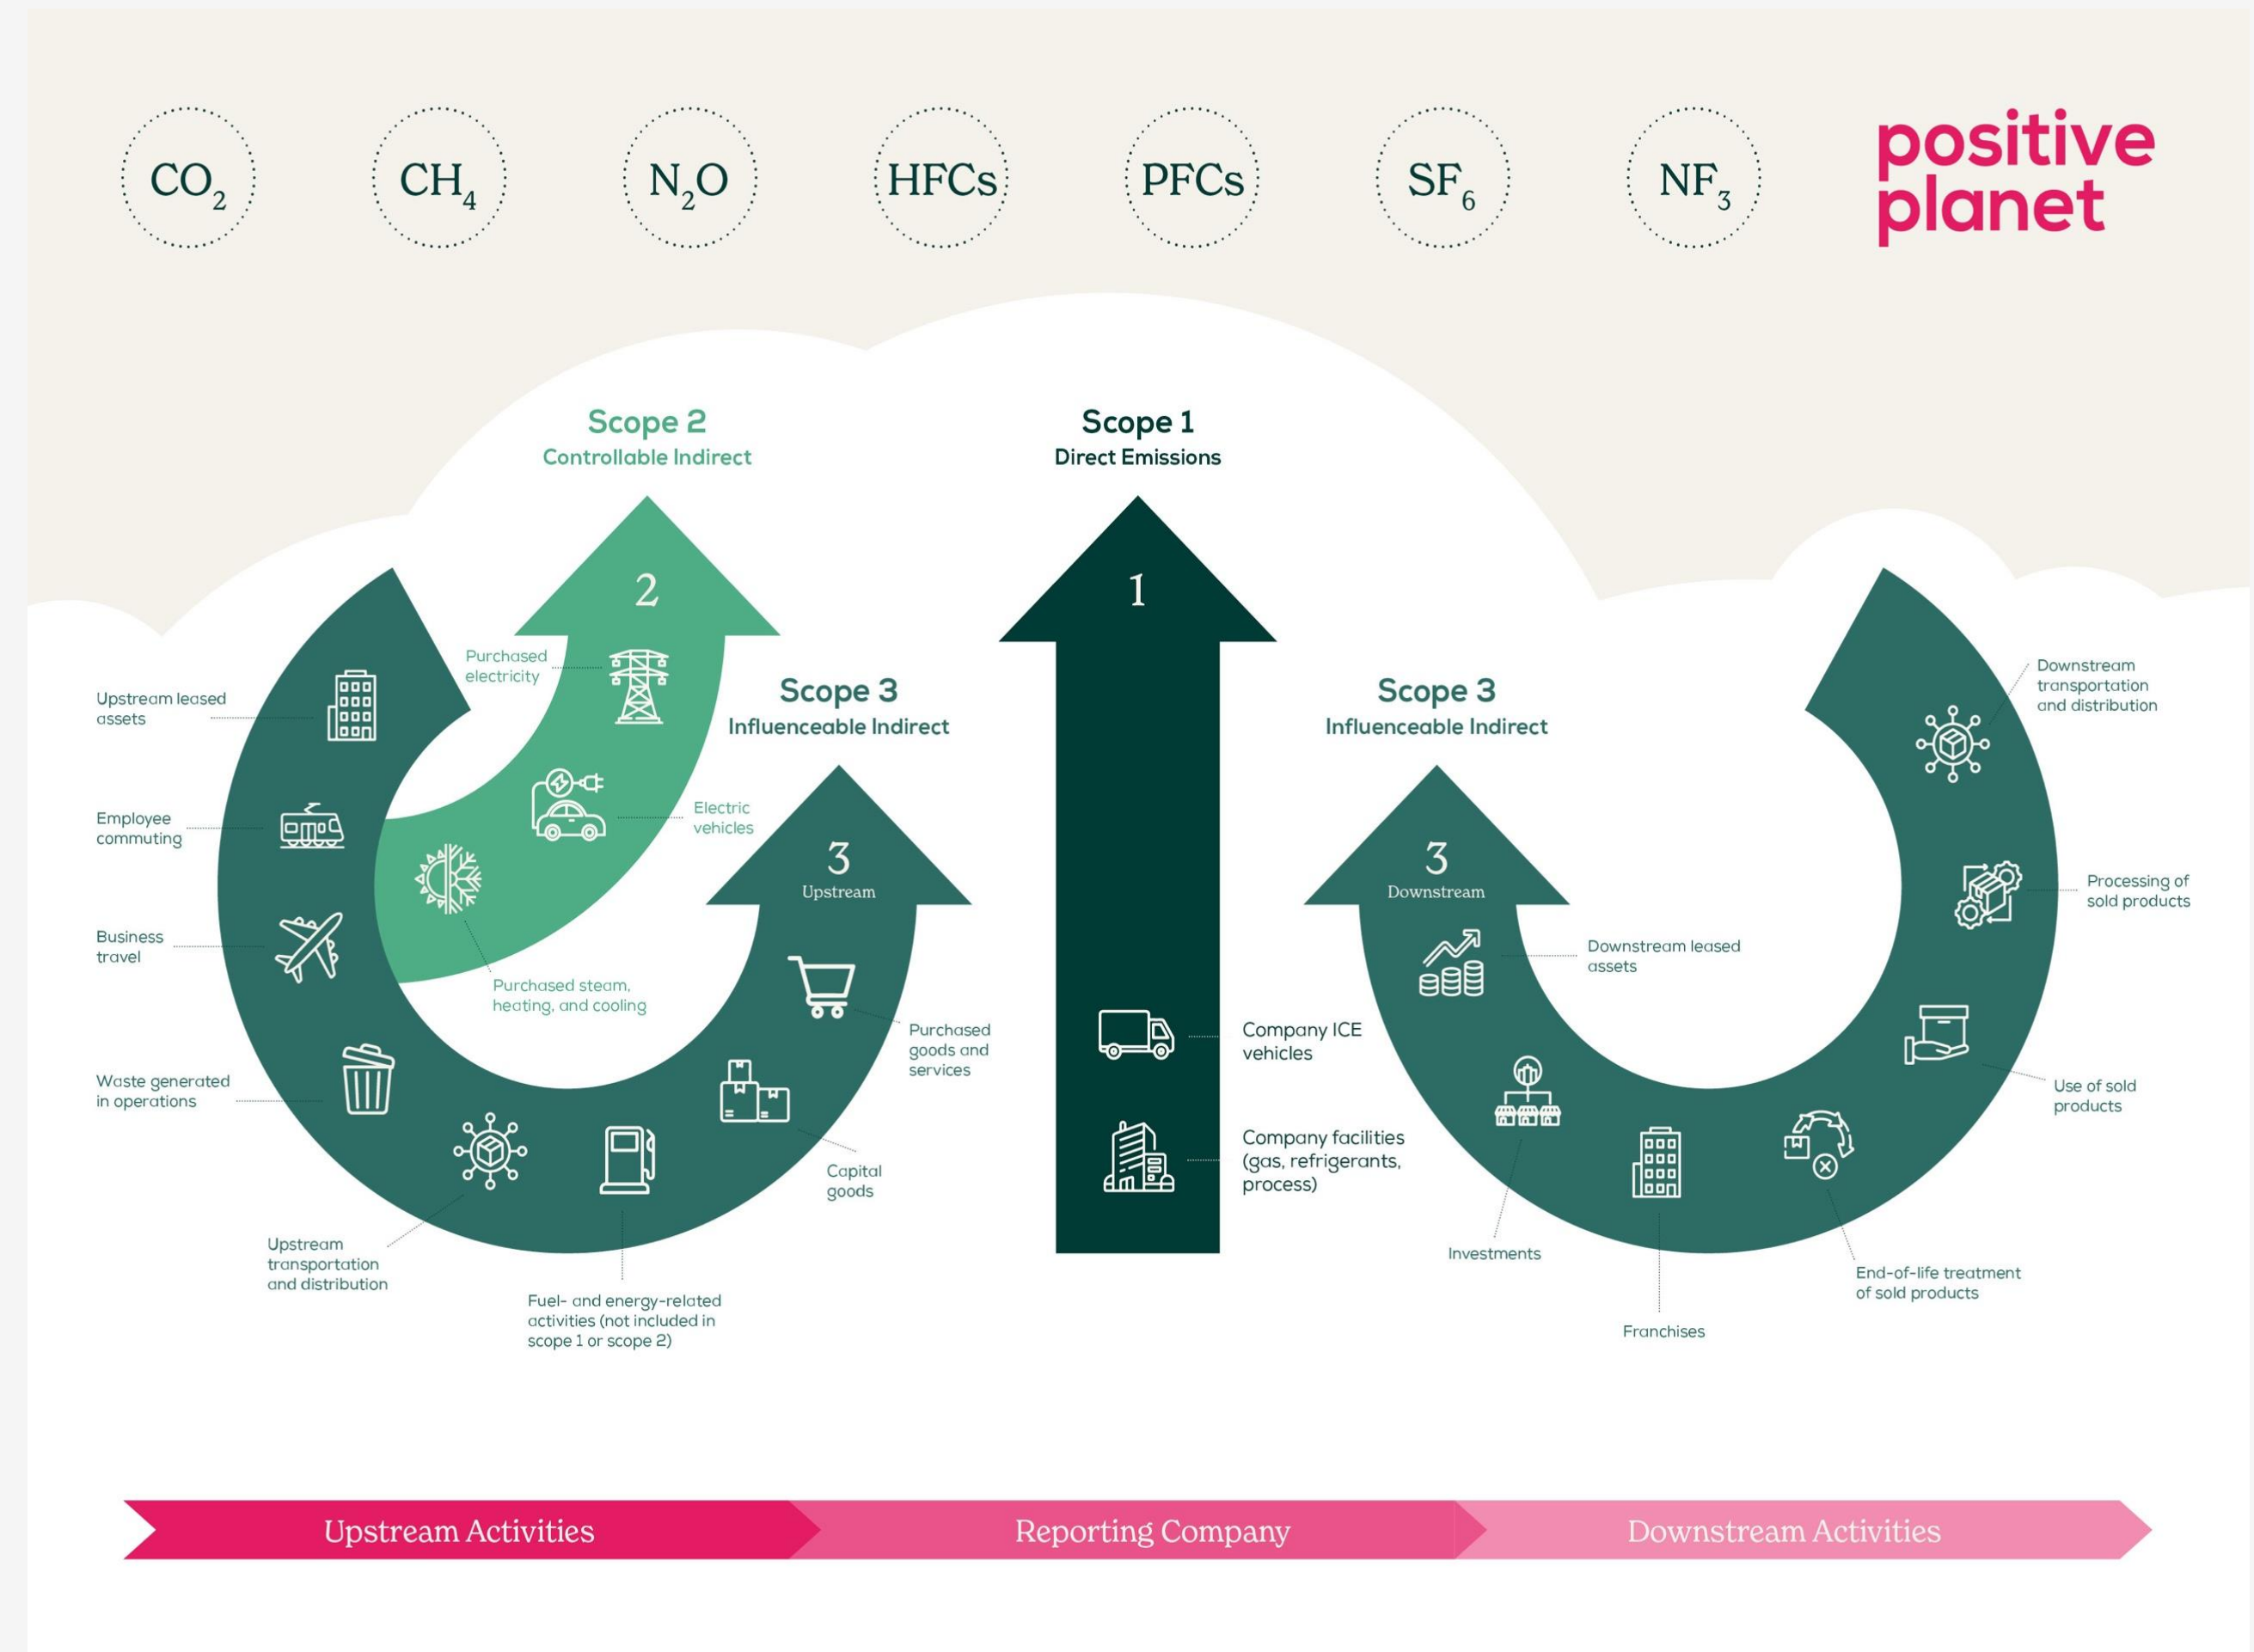 CO₂
CH₄
N₂O
HFCs
PFCs
SF₆
NF₃
positive
planet
Scope 2
Controllable Indirect
2
Purchased
electricity
Electric
vehicles
Purchased steam,
heating, and cooling
Scope 1
Direct Emissions
1
Company ICE
vehicles
Company facilities
(gas, refrigerants,
process)
Scope 3
Influenceable Indirect
3
Upstream
Upstream leased
assets
Employee
commuting
Business
travel
Waste generated
in operations
Upstream
transportation
and distribution
Fuel- and energy-related
activities (not included in
scope 1 or scope 2)
Capital
goods
Purchased
goods and
services
Scope 3
Influenceable Indirect
3
Downstream
Downstream leased
assets
Investments
Franchises
End-of-life treatment
of sold products
Use of sold
products
Processing of
sold products
Downstream
transportation
and distribution
Upstream Activities
Reporting Company
Downstream Activities